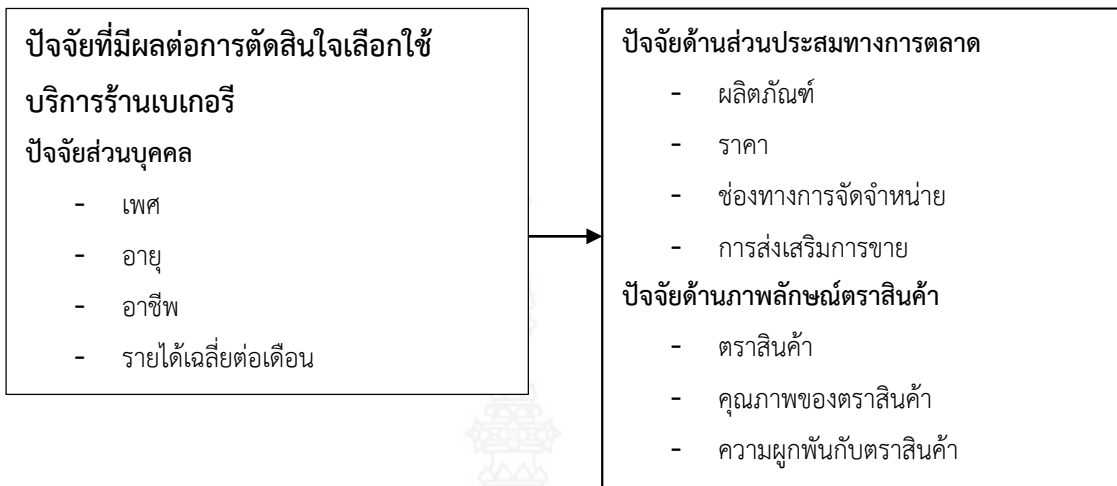 ปัจจัยที่มีผลต่อการตัดสินใจเลือกใช้
บริการร้านเบเกอรี
ปัจจัยส่วนบุคคล
- เพศ
- อายุ
- อาชีพ
- รายได้เฉลี่ยต่อเดือน
ปัจจัยด้านส่วนประสมทางการตลาด
- ผลิตภัณฑ์
- ราคา
- ช่องทางการจัดจำหน่าย
- การส่งเสริมการขาย
ปัจจัยด้านภาพลักษณ์ตราสินค้า
- ตราสินค้า
- คุณภาพของตราสินค้า
- ความผูกพันกับตราสินค้า